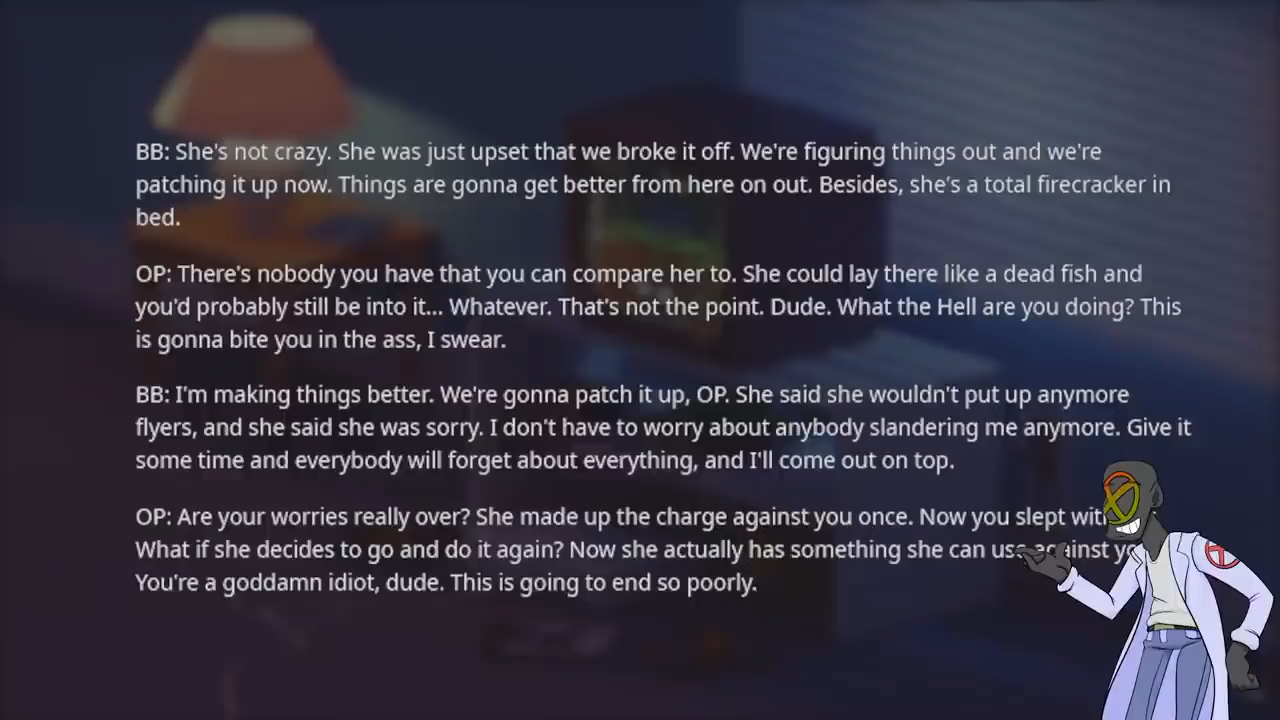 BB: She's not crazy. She was just upset that we broke it off. We're figuring things out and we're
patching it up now. Things are gonna get better from here on out. Besides, she's a total firecracker in
bed.
OP: There's nobody you have that you can compare her to. She could lay there like a dead fish and
you'd probably still be into it... Whatever. That's not the point. Dude. What the Hell are you doing? This
is gonna bite you in the ass, I swear.
BB: I'm making things better. We're gonna patch it up, OP. She said she wouldn't put up anymore
flyers, and she said she was sorry. I don't have to worry about anybody slandering me anymore. Give it
some time and everybody will forget about everything, and I'll come out on top.
OP: Are your worries really over? She made up the charge against you once. Now you slept
What if she decides to go and do it again? Now she actually has something she can use against
You're a goddamn idiot, dude. This is going to end so poorly.